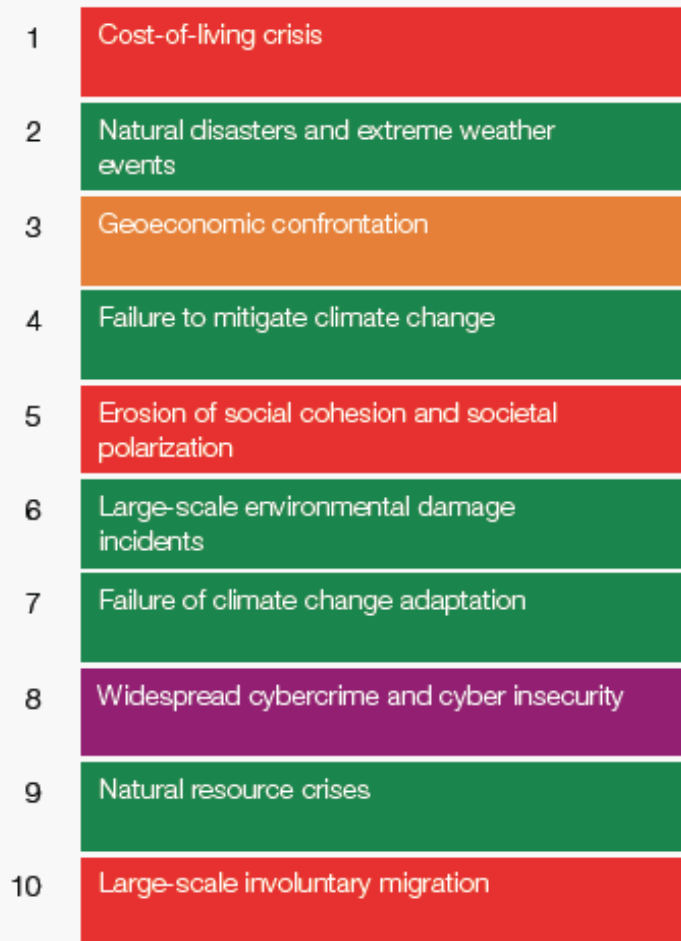 1 Cost-of-living crisis
2 Natural disasters and extreme weather
events
3 Geoeconomic confrontation
4 Failure to mitigate climate change
5 Erosion of social cohesion and societal
polarization
6 Large-scale environmental damage
incidents
7 Failure of climate change adaptation
8 Widespread cybercrime and cyber insecurity
9 Natural resource crises
10 Large-scale involuntary migration